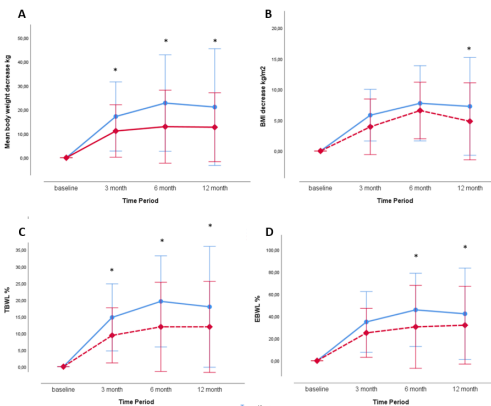 A
Mean body weight decrease kg
50,00
40,00
30,00
20,00
10,00
0,00
*
*
*
baseline
3 month
6 month
12 month
Time Period
B
BMI decrease kg/m2
20,00
15,00
10,00
5,00
0,00
*
baseline
3 month
6 month
12 month
Time Period
C
TBWL %
35,00
30,00
25,00
20,00
15,00
10,00
5,00
0,00
*
*
*
baseline
3 month
6 month
12 month
Time Period
D
EBWL %
100,00
80,00
60,00
40,00
20,00
0,00
*
*
baseline
3 month
6 month
12 month
Time Period